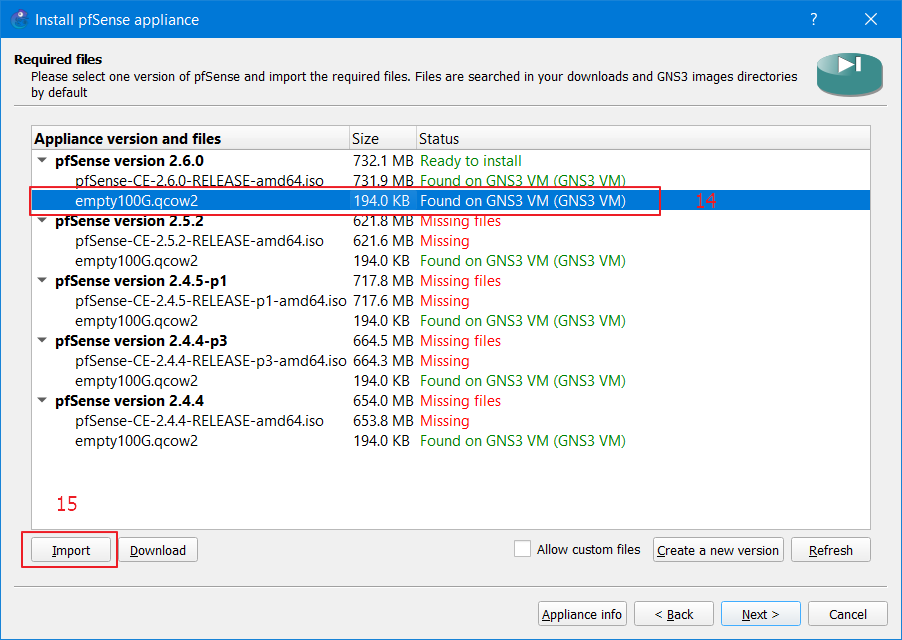 Install pfSense appliance
?
Required files
Please select one version of pfSense and import the required files. Files are searched in your downloads and GNS3 images directories
by default
Appliance version and files Size Status
pfSense version 2.6.0 732.1 MB Ready to install
pfSense-CE-2.6.0-RELEASE-amd64.iso 731.9 MB Found on GNS3 VM (GNS3 VM)
empty100G.qcow2 194.0 KB Found on GNS3 VM (GNS3 VM) 14
pfSense version 2.5.2 621.8 MB Missing files
pfSense-CE-2.5.2-RELEASE-amd64.iso 621.6 MB Missing
empty100G.qcow2 194.0 KB Found on GNS3 VM (GNS3 VM)
pfSense version 2.4.5-p1 717.8 MB Missing files
pfSense-CE-2.4.5-RELEASE-p1-amd64.iso 717.6 MB Missing
empty100G.qcow2 194.0 KB Found on GNS3 VM (GNS3 VM)
pfSense version 2.4.4-p3 664.5 MB Missing files
pfSense-CE-2.4.4-RELEASE-p3-amd64.iso 664.3 MB Missing
empty100G.qcow2 194.0 KB Found on GNS3 VM (GNS3 VM)
pfSense version 2.4.4 654.0 MB Missing files
pfSense-CE-2.4.4-RELEASE-amd64.iso 653.8 MB Missing
empty100G.qcow2 194.0 KB Found on GNS3 VM (GNS3 VM)
15
Import Download Allow custom files Create a new version Refresh
Appliance info < Back Next > Cancel